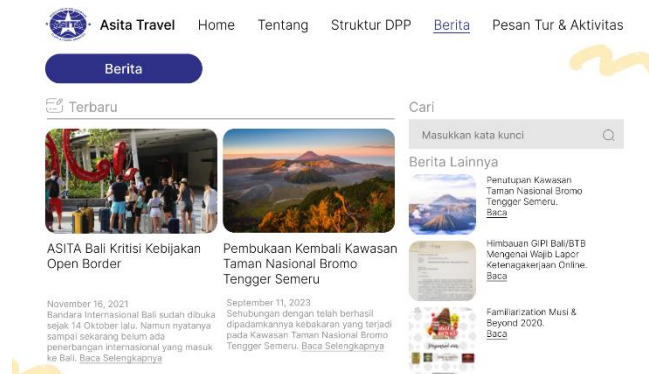 ASITA
Asita Travel
Home
Tentang
Struktur DPP
Berita
Pesan Tur & Aktivitas
Berita
Terbaru
ASITA Bali Kritisi Kebijakan
Open Border
November 16, 2021
Bandara Internasional Bali sudah dibuka
sejak 14 Oktober lalu. Namun nyatanya
sampai sekarang belum ada
penerbangan internasional yang masuk
ke Bali. Baca Selengkapnya
Pembukaan Kembali Kawasan
Taman Nasional Bromo
Tengger Semeru
September 11, 2023
Sehubungan dengan telah berhasil
dipadamkannya kebakaran yang terjadi
pada Kawasan Taman Nasional Bromo
Tengger Semeru. Baca Selengkapnya
Cari
Masukkan kata kunci
Berita Lainnya
Penutupan Kawasan
Taman Nasional Bromo
Tengger Semeru.
Baca
Himbauan GIPI Bali/BTB
Mengenai Wajib Lapor
Ketenagakerjaan Online.
Baca
Familiarization Musi &
Beyond 2020.
Baca